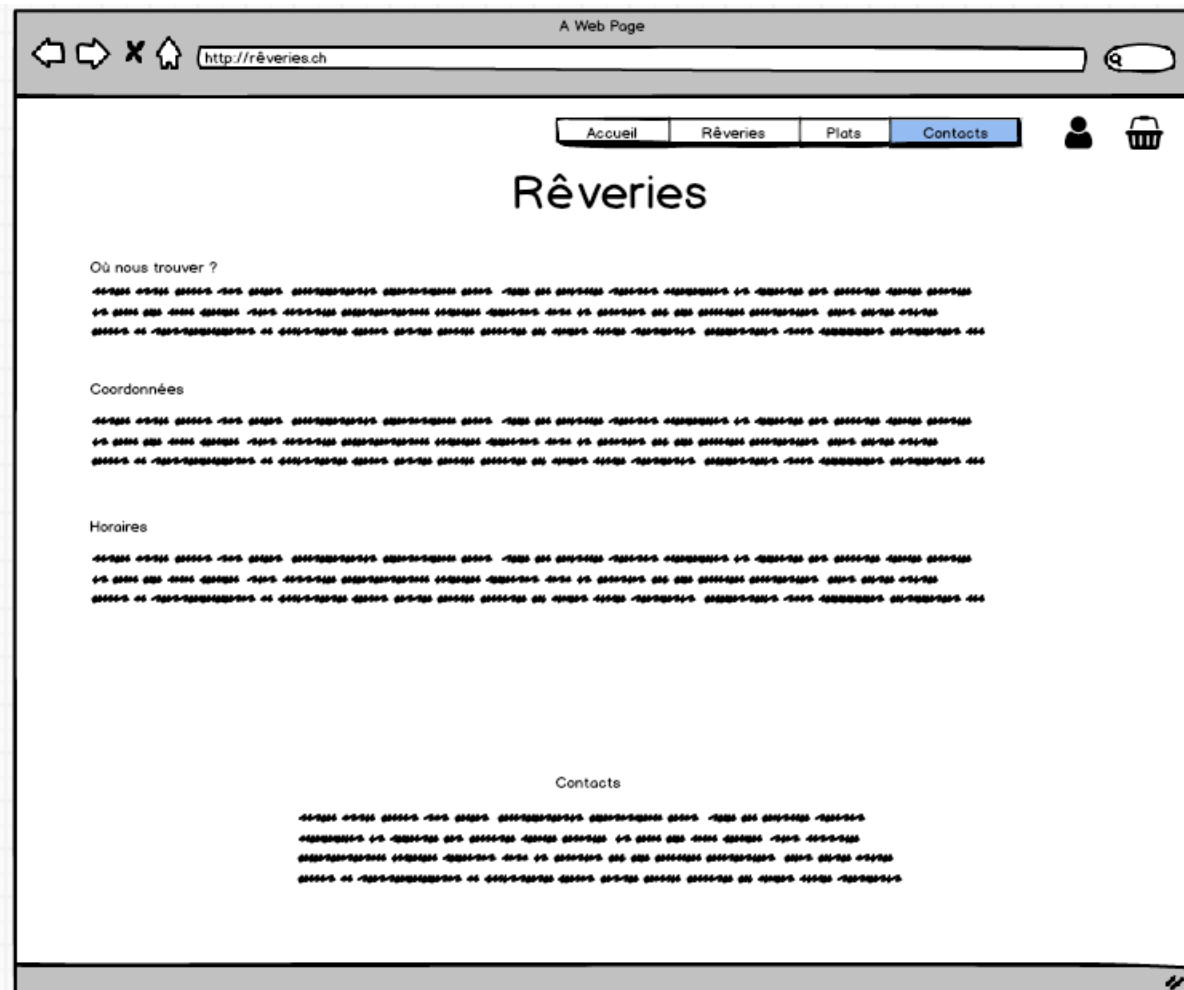 A Web Page
http://rêveries.ch
Accueil Rêveries Plats Contacts
Rêveries
Où nous trouver ?
Coordonnées
Horaires
Contacts